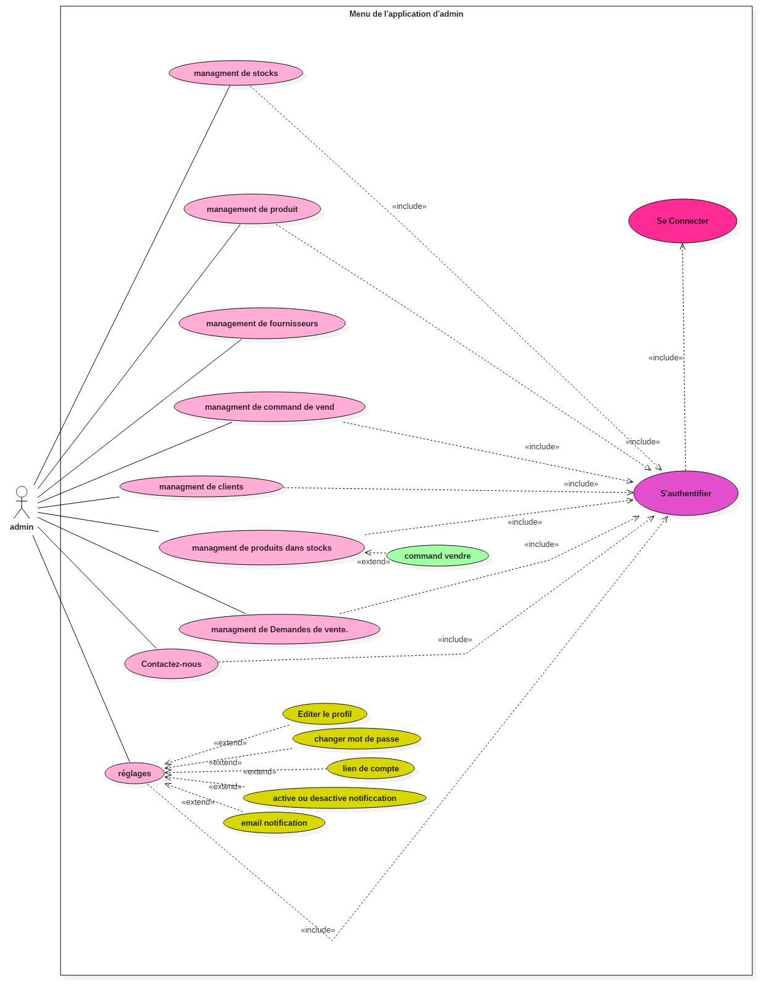 Menu de l'application d'admin
managment de stocks
«include»
management de produit
Se Connecter
management de fournisseurs
«include»
managment de command de vend
«include»
«include»
managment de clients
«include»
S'authentifier
admin
«include»
managment de produits dans stocks
command vendre
«extend»
«include»
managment de Demandes de vente.
«include»
Contactez-nous
Editer le profil
changer mot de passe
«extend»
«extend»
lien de compte
«extend»
réglages
«extend»
active ou desactive notificcation
«extend»
email notification
«include»